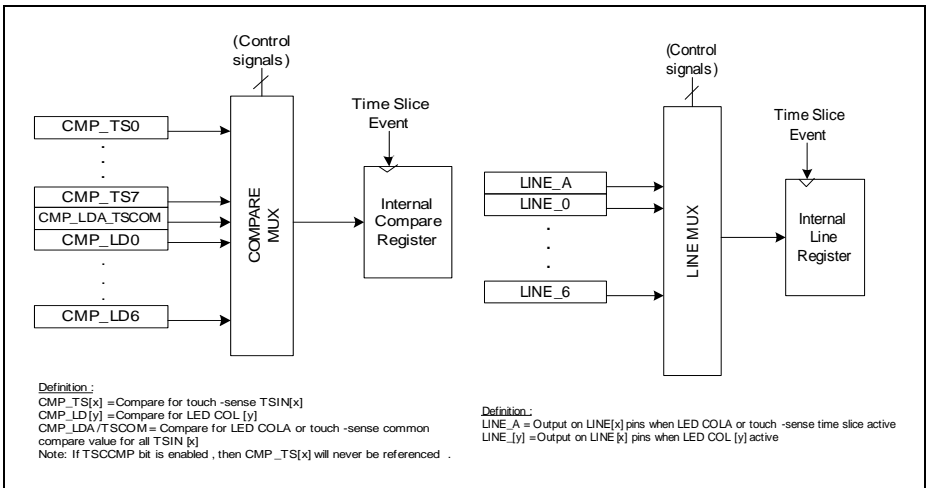 (Control
signals)
CMP_TS0
.
.
.
CMP_TS7
CMP_LDA_TSCOM
CMP_LD0
.
.
.
CMP_LD6
COMPARE
MUX
Time Slice
Event
Internal
Compare
Register
Definition :
CMP_TS[x] = Compare for touch -sense TSIN[x]
CMP_LD[y] = Compare for LED COL [y]
CMP_LDA /TSCOM = Compare for LED COLA or touch -sense common
compare value for all TSIN [x]
Note: If TSCCMP bit is enabled , then CMP _TS[x] will never be referenced .
(Control
signals)
LINE_A
LINE_0
.
.
.
LINE_6
LINE MUX
Time Slice
Event
Internal
Line
Register
Definition :
LINE_A = Output on LINE[x] pins when LED COLA or touch -sense time slice active
LINE_[y] = Output on LINE[x] pins when LED COL [y] active